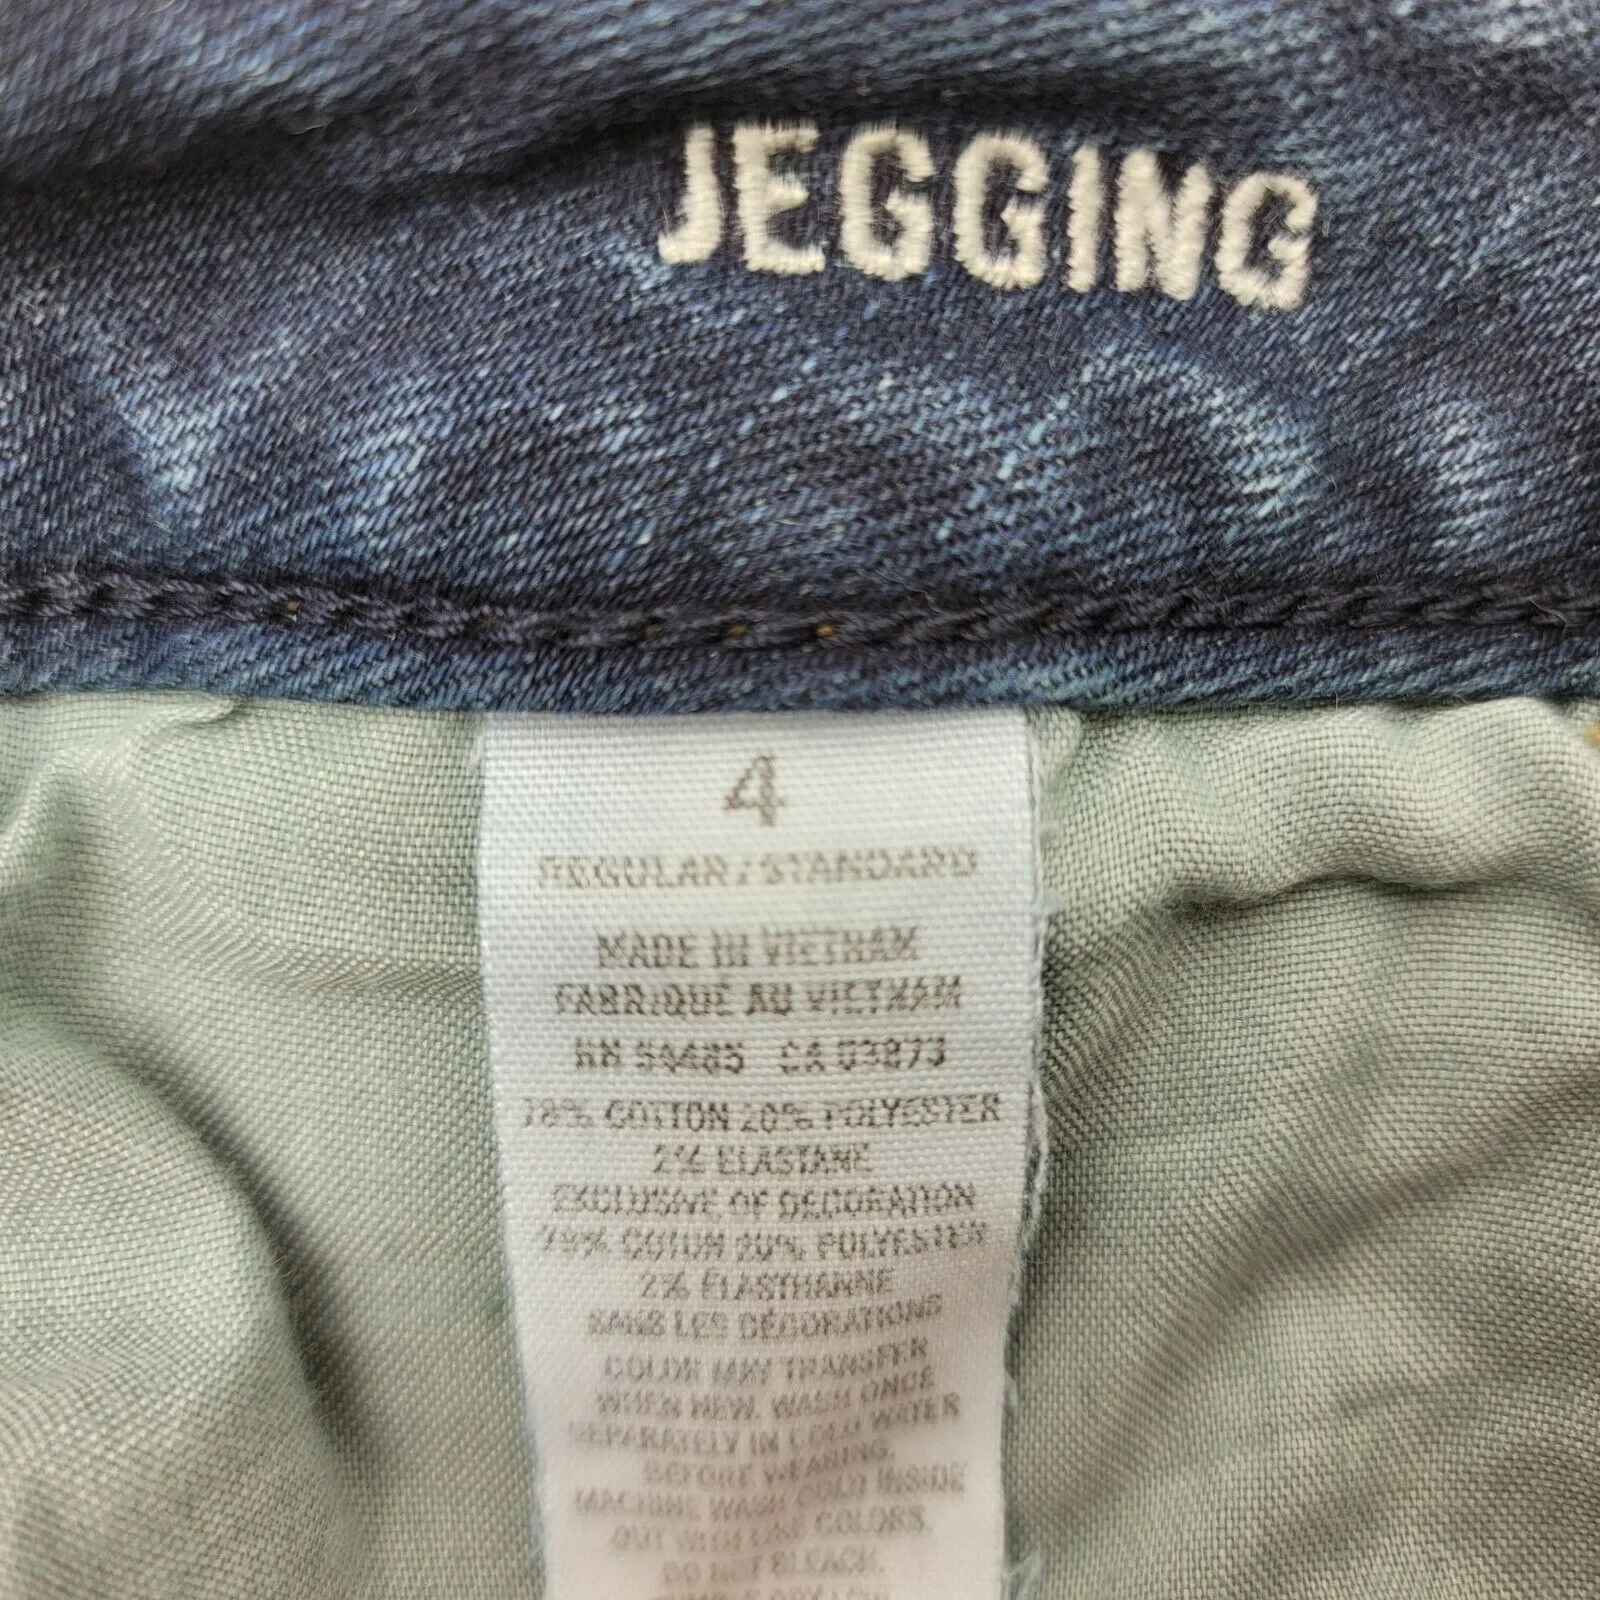 JEGGING
4
REGULAR / STANDARD
MADE IN VIETNAM
FABRIQUÉ AU VIETNAM
RN 54485 CA 03873
78% COTTON 20% POLYESTER
2% ELASTANE
EXCLUSIVE OF DECORATION
78% COTON 20% POLYESTER
2% ELASTHANNE
SANS LES DÉCORATIONS
COLOR MAY TRANSFER
WHEN NEW. WASH ONCE
SEPARATELY IN COLD WATER
BEFORE WEARING.
MACHINE WASH COLD INSIDE
OUT WITH LIKE COLORS.
DO NOT BLEACH.